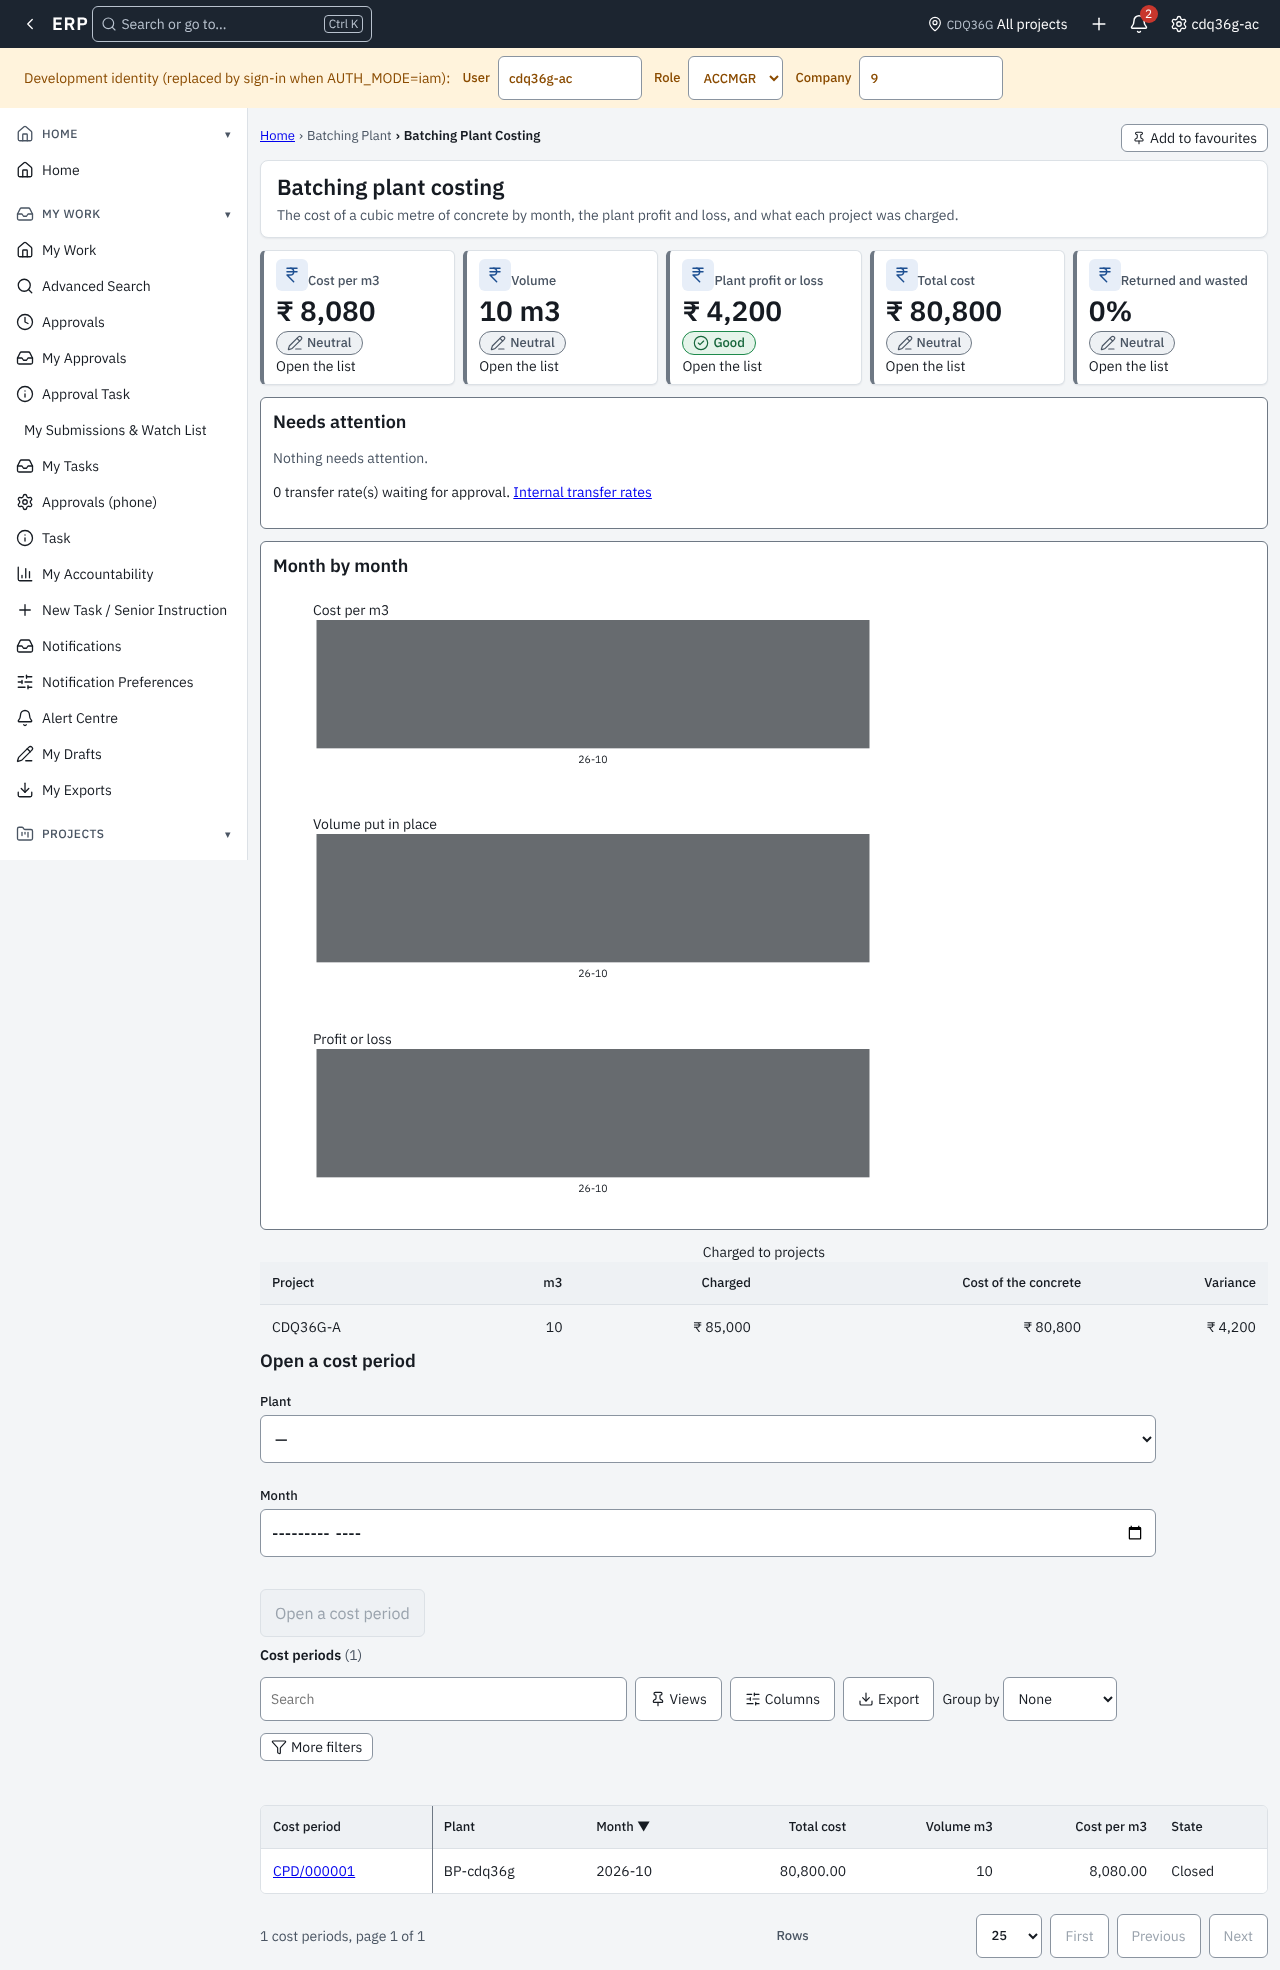 ERP Search or go to... Ctrl K CDQ36G All projects 2 cdq36g-ac
Development identity (replaced by sign-in when AUTH_MODE=iam): User cdq36g-ac Role ACCMGR Company 9
HOME
Home
MY WORK
My Work
Advanced Search
Approvals
My Approvals
Approval Task
My Submissions & Watch List
My Tasks
Approvals (phone)
Task
My Accountability
New Task / Senior Instruction
Notifications
Notification Preferences
Alert Centre
My Drafts
My Exports
PROJECTS
Home › Batching Plant › Batching Plant Costing
Add to favourites
Batching plant costing
The cost of a cubic metre of concrete by month, the plant profit and loss, and what each project was charged.
₹ Cost per m3
₹ 8,080
Neutral
Open the list
₹ Volume
10 m3
Neutral
Open the list
₹ Plant profit or loss
₹ 4,200
Good
Open the list
₹ Total cost
₹ 80,800
Neutral
Open the list
₹ Returned and wasted
0%
Neutral
Open the list
Needs attention
Nothing needs attention.
0 transfer rate(s) waiting for approval. Internal transfer rates
Month by month
Cost per m3
26-10
Volume put in place
26-10
Profit or loss
26-10
Charged to projects
Project m3 Charged Cost of the concrete Variance
CDQ36G-A 10 ₹ 85,000 ₹ 80,800 ₹ 4,200
Open a cost period
Plant
—
Month
--------- ----
Open a cost period
Cost periods (1)
Search Views Columns Export Group by None
More filters
Cost period Plant Month ▼ Total cost Volume m3 Cost per m3 State
CPD/000001 BP-cdq36g 2026-10 80,800.00 10 8,080.00 Closed
1 cost periods, page 1 of 1 Rows 25 First Previous Next